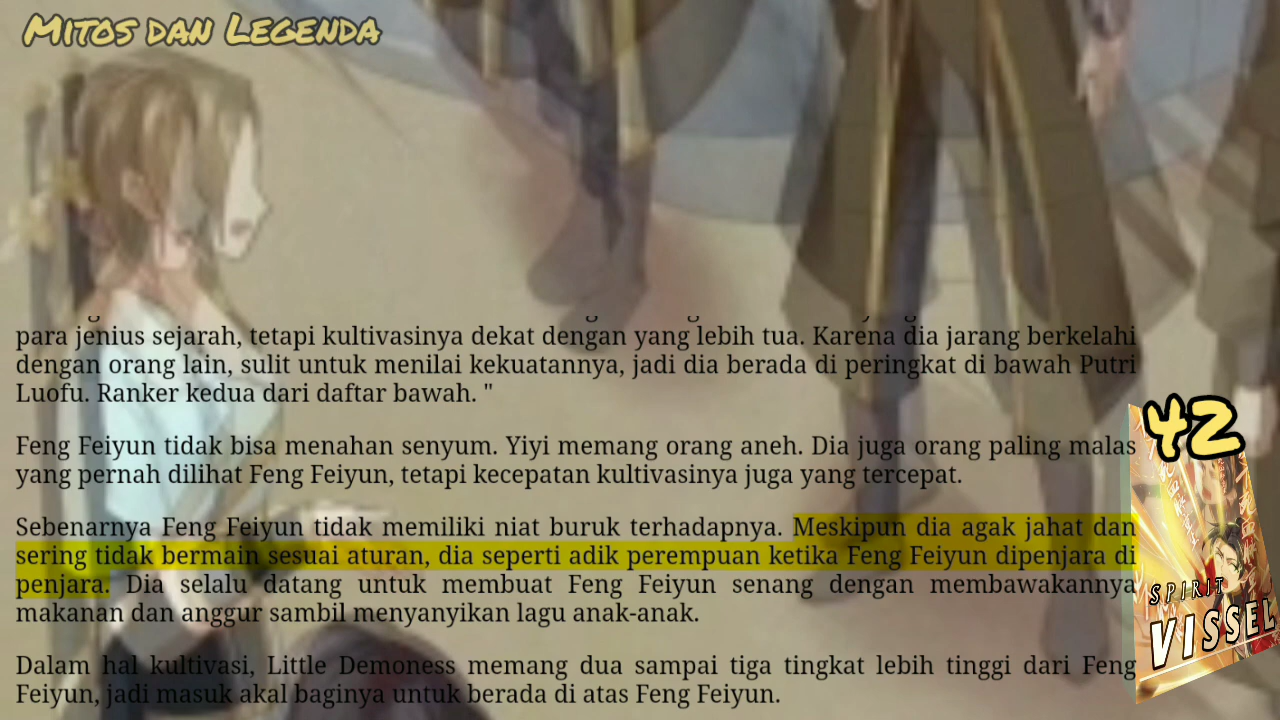 Mitos dan Legenda
para jenius sejarah, tetapi kultivasinya dekat dengan yang lebih tua. Karena dia jarang berkelahi
dengan orang lain, sulit untuk menilai kekuatannya, jadi dia berada di peringkat di bawah Putri
Luofu. Ranker kedua dari daftar bawah. "
Feng Feiyun tidak bisa menahan senyum. Yiyi memang orang aneh. Dia juga orang paling malas
yang pernah dilihat Feng Feiyun, tetapi kecepatan kultivasinya juga yang tercepat.
Sebenarnya Feng Feiyun tidak memiliki niat buruk terhadapnya. Meskipun dia agak jahat dan
sering tidak bermain sesuai aturan, dia seperti adik perempuan ketika Feng Feiyun dipenjara di
penjara. Dia selalu datang untuk membuat Feng Feiyun senang dengan membawakannya
makanan dan anggur sambil menyanyikan lagu anak-anak.
Dalam hal kultivasi, Little Demoness memang dua sampai tiga tingkat lebih tinggi dari Feng
Feiyun, jadi masuk akal baginya untuk berada di atas Feng Feiyun.
42
SPIRIT
VISSEL